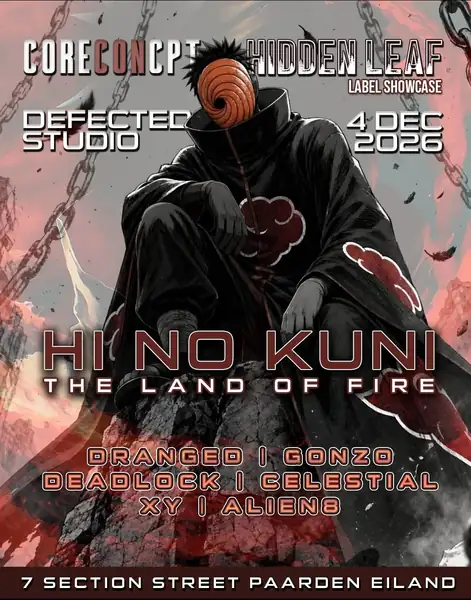 CORECONCPT
HIDDEN LEAF
LABEL SHOWCASE
DEFECTED
STUDIO
4 DEC
2026
HI NO KUNI
THE LAND OF FIRE
DRANGED | GONZO
DEADLOCK | CELESTIAL
XY | ALIEN8
7 SECTION STREET PAARDEN EILAND